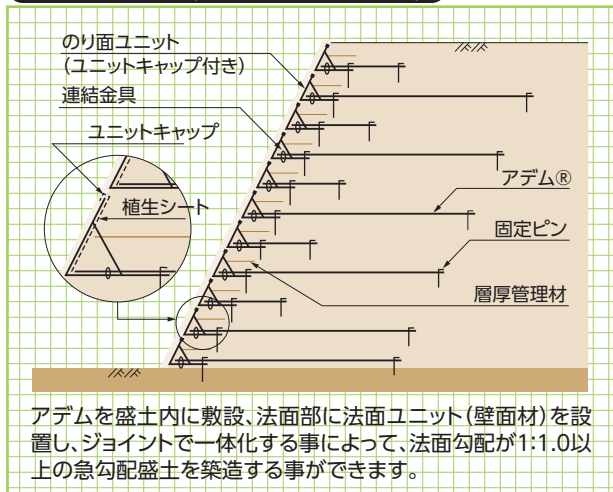 のり面ユニット
(ユニットキャップ付き)
連結金具
ユニットキャップ
植生シート
アデム®
固定ピン
層厚管理材
アデムを盛土内に敷設、法面部に法面ユニット(壁面材)を設
置し、ジョイントで一体化する事によって、法面勾配が1:1.0以
上の急勾配盛土を築造する事ができます。